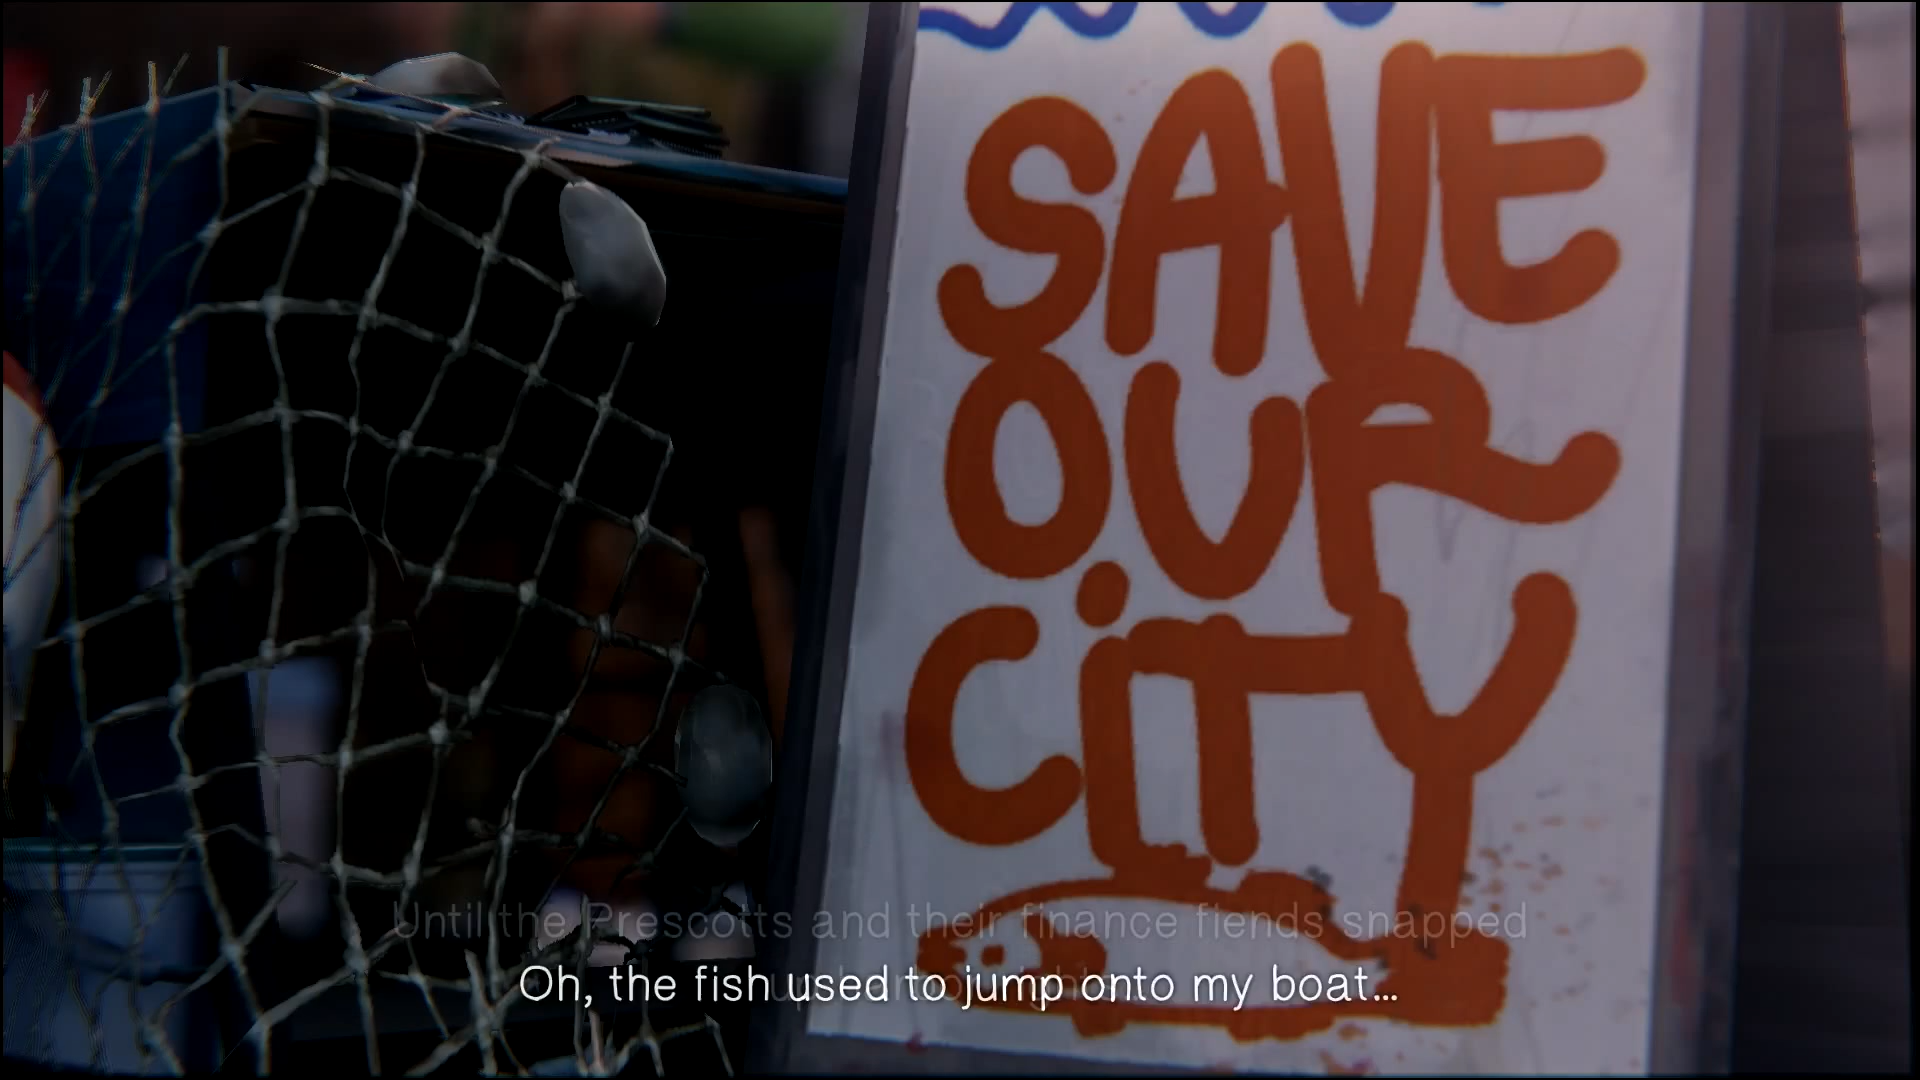 SAVE
OUR
CiTY
Until the Prescotts and their finance fiends snapped
Oh, the fish used to jump onto my boat...